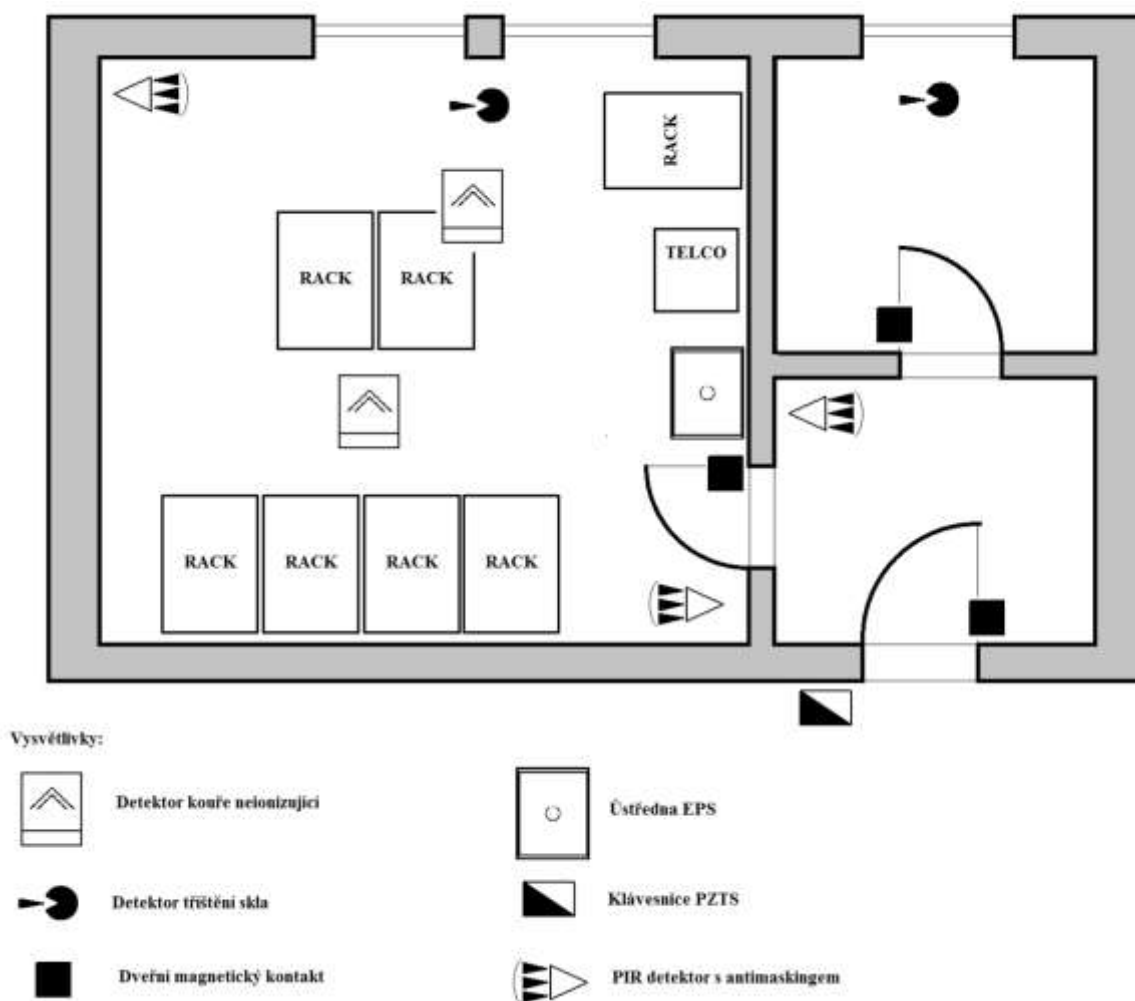 RACK
TELCO
RACK RACK
RACK RACK RACK RACK
Vysvětlivky:
Detektor kouře neionizující
Ústředna EPS
Detektor tříštění skla
Klávesnice PZTS
Dveřní magnetický kontakt
PIR detektor s antimaskingem